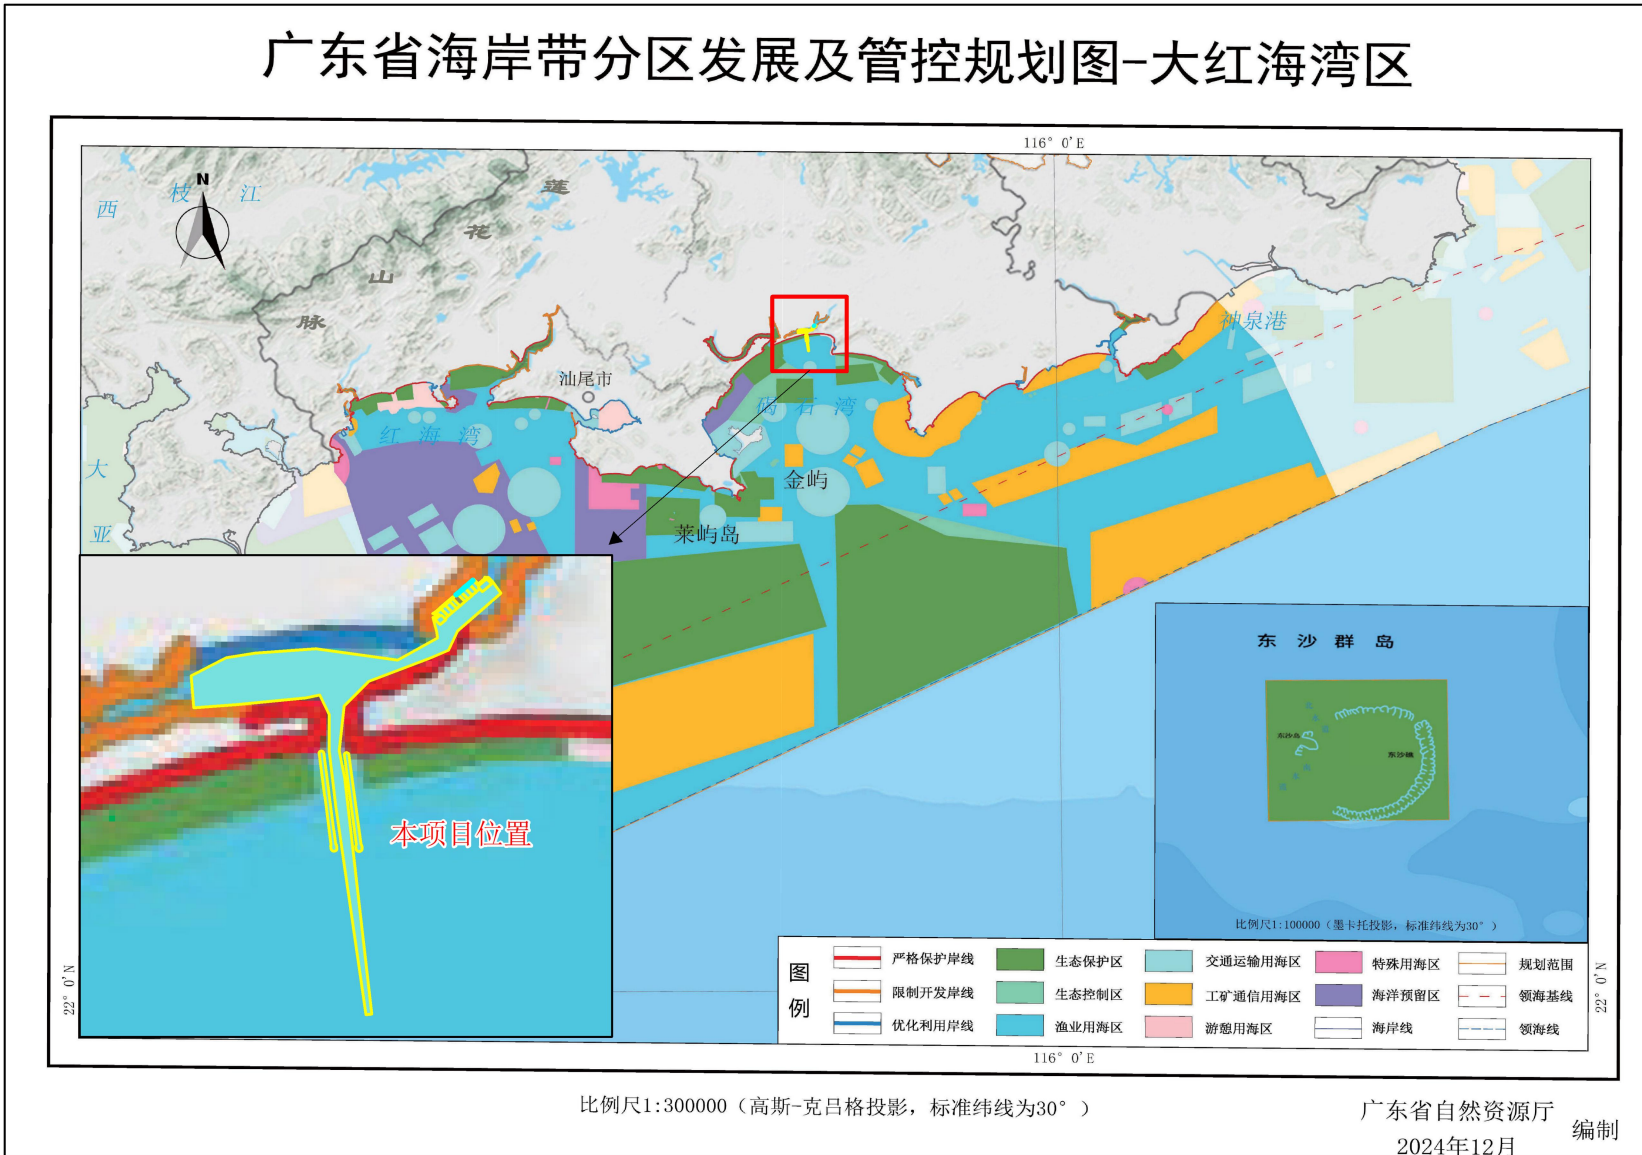 广东省海岸带分区发展及管控规划图-大红海湾区
116° 0'E
N
西 枝 江
莲
花
山
脉
神泉港
汕尾市
碣 石 湾
红 海 湾
大
亚
金屿
莱屿岛
本项目位置
东 沙 群 岛
东沙岛
东沙礁
比例尺1:100000（墨卡托投影，标准纬线为30°）
图例
严格保护岸线 生态保护区 交通运输用海区 特殊用海区 规划范围
限制开发岸线 生态控制区 工矿通信用海区 海洋预留区 领海基线
优化利用岸线 渔业用海区 游憩用海区 海岸线 领海线
22° 0'N
22° 0'N
116° 0'E
比例尺1:300000（高斯-克吕格投影，标准纬线为30°）
广东省自然资源厅 编制
2024年12月